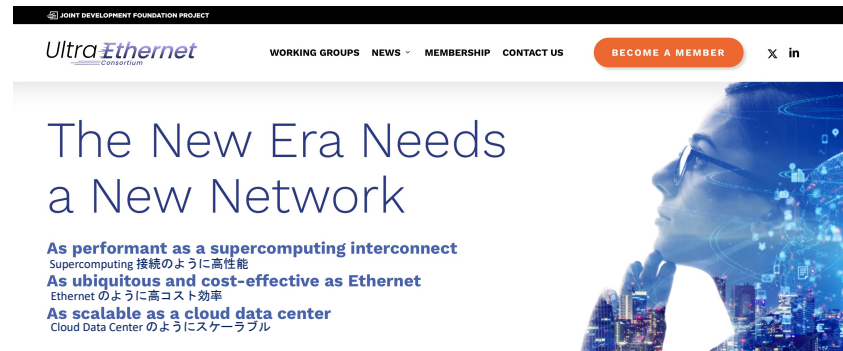 JOINT DEVELOPMENT FOUNDATION PROJECT
Ultra Ethernet
Consortium
WORKING GROUPS NEWS MEMBERSHIP CONTACT US BECOME A MEMBER X in
The New Era Needs
a New Network
As performant as a supercomputing interconnect
Supercomputing 接続のように高性能
As ubiquitous and cost-effective as Ethernet
Ethernet のように高コスト効率
As scalable as a cloud data center
Cloud Data Center のようにスケーラブル